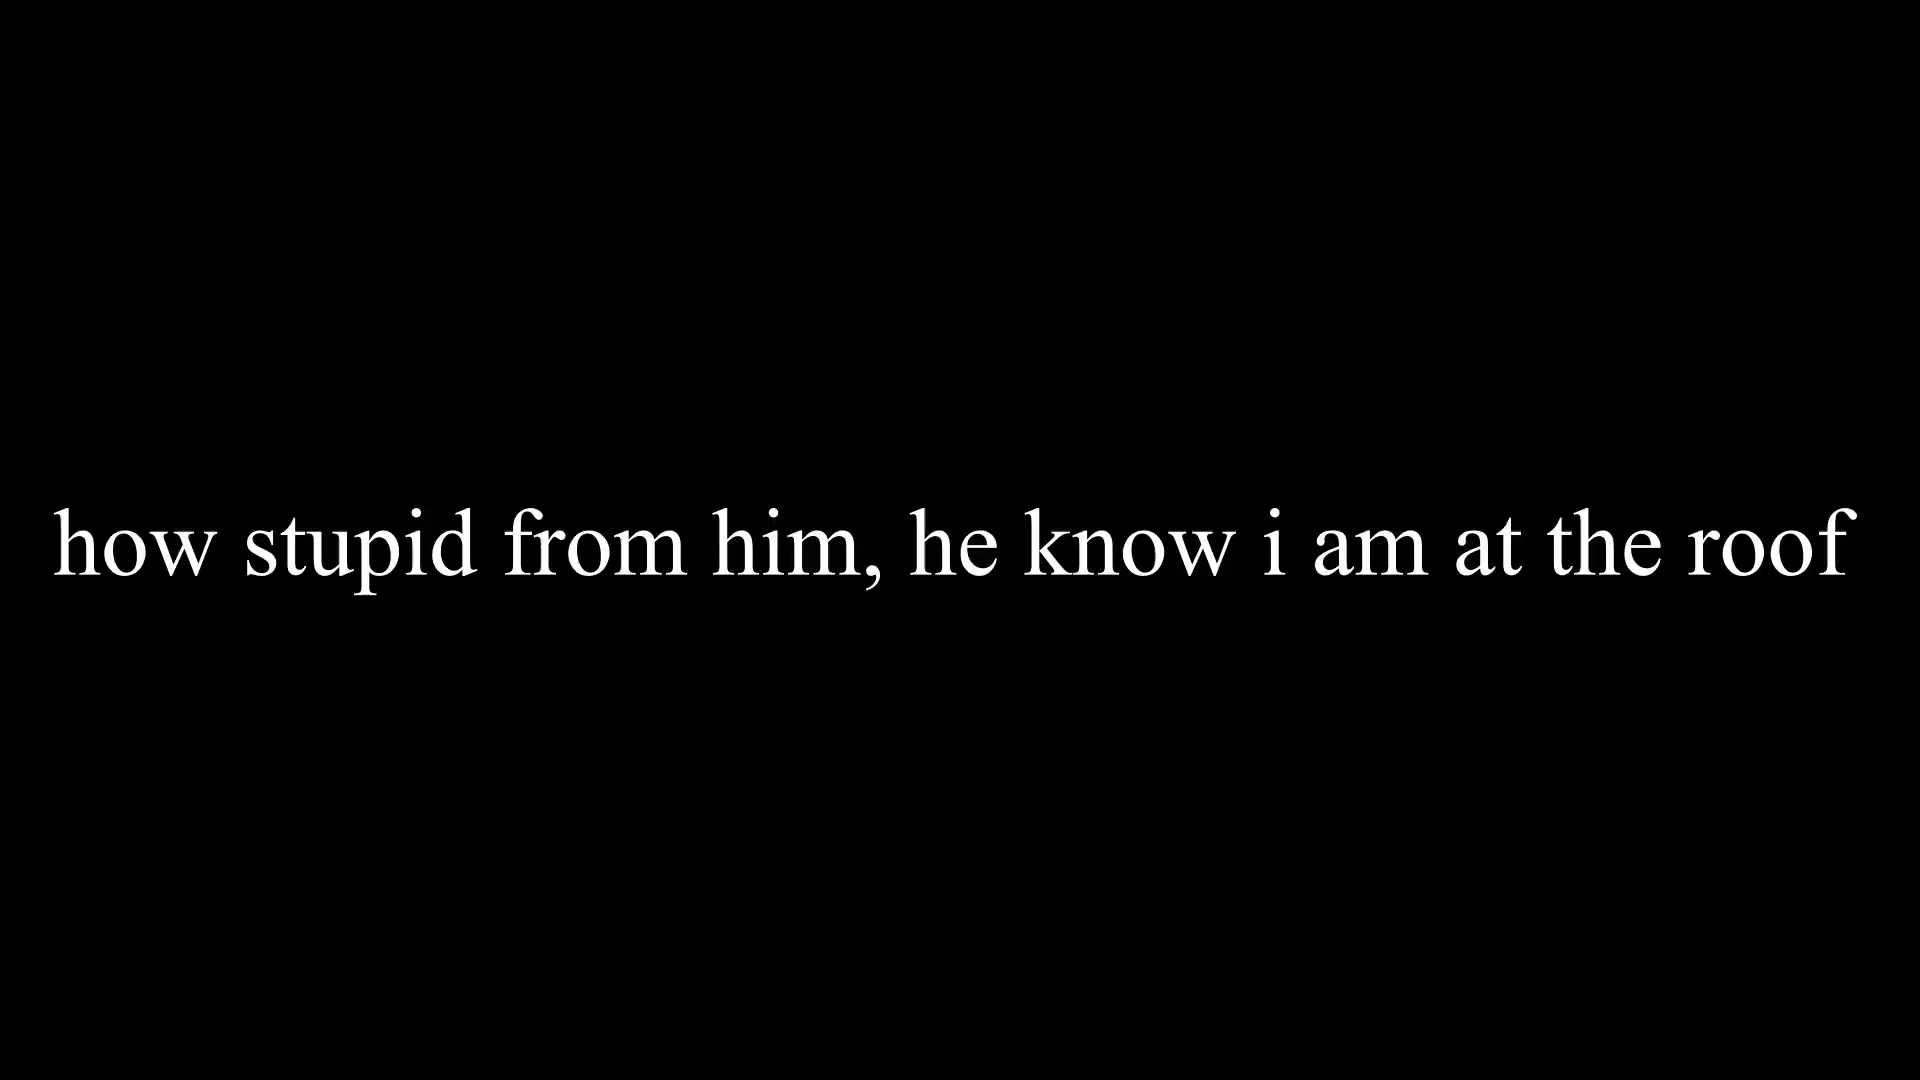 how stupid from him, he know i am at the roof